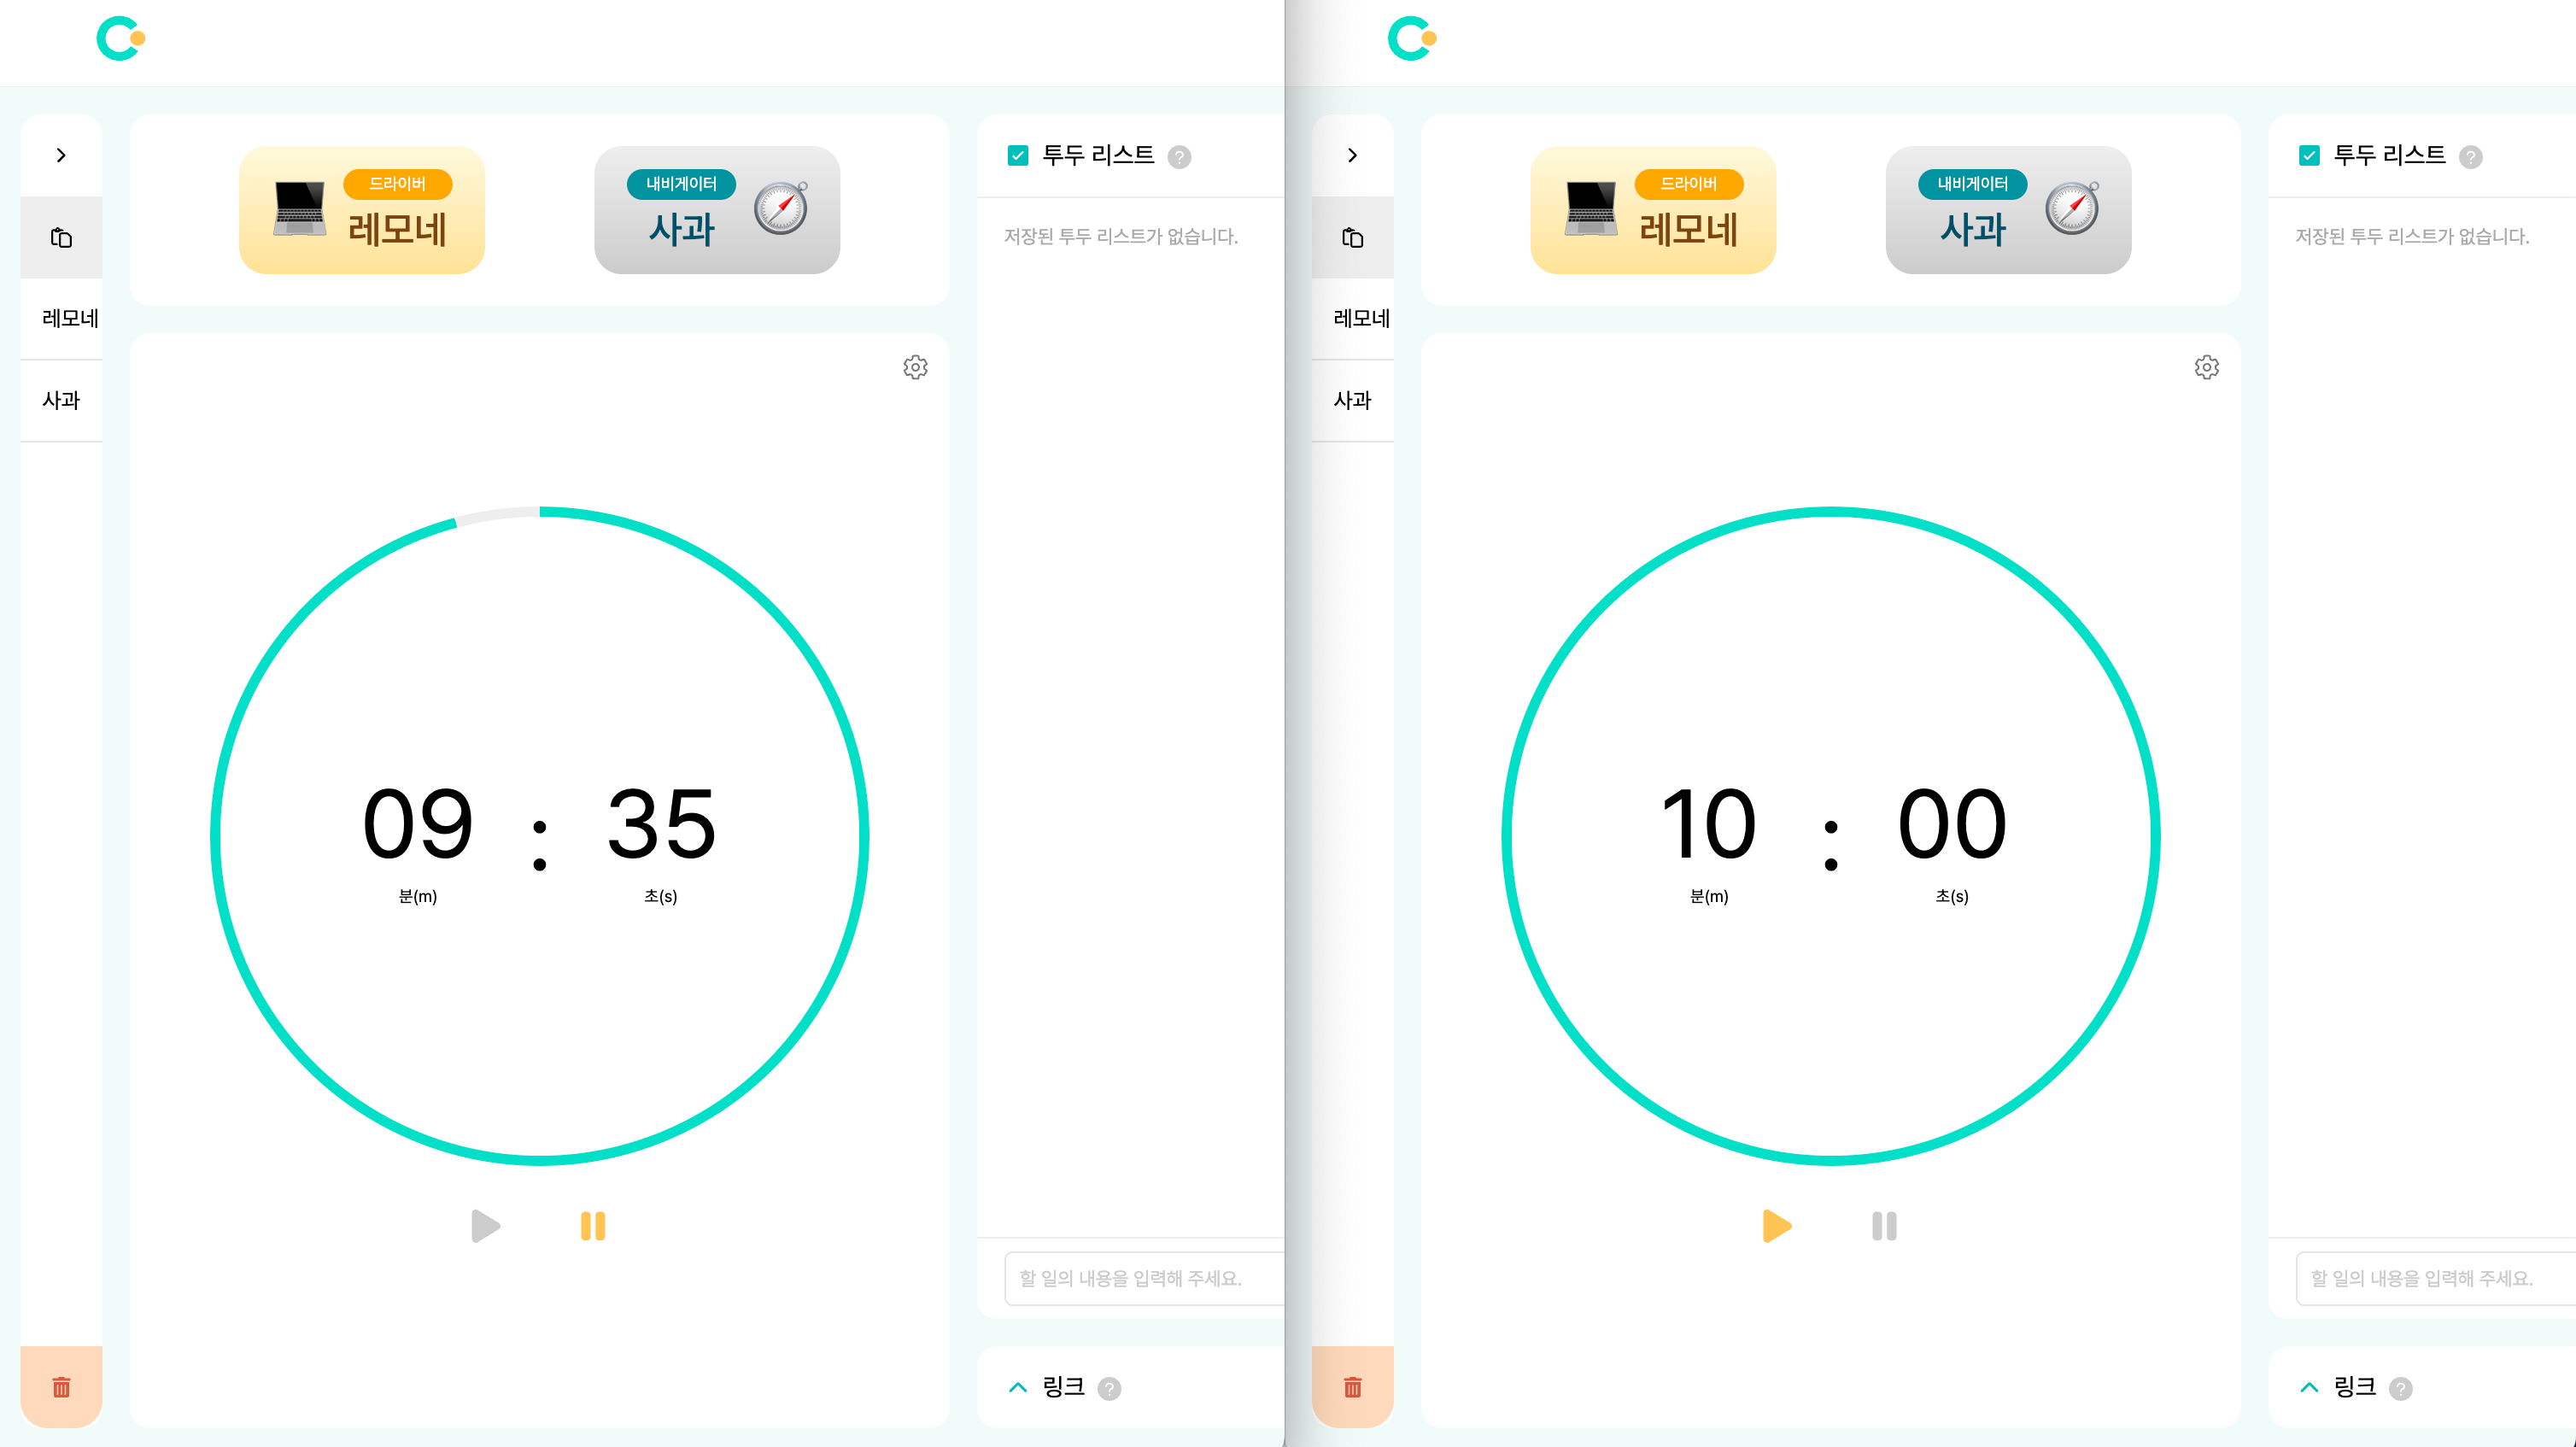 드라이버
레모네
내비게이터
사과
레모네
사과
09 : 35
분(m) 초(s)
투두 리스트 ?
저장된 투두 리스트가 없습니다.
할 일의 내용을 입력해 주세요.
링크 ?
드라이버
레모네
내비게이터
사과
레모네
사과
10 : 00
분(m) 초(s)
투두 리스트 ?
저장된 투두 리스트가 없습니다.
할 일의 내용을 입력해 주세요.
링크 ?